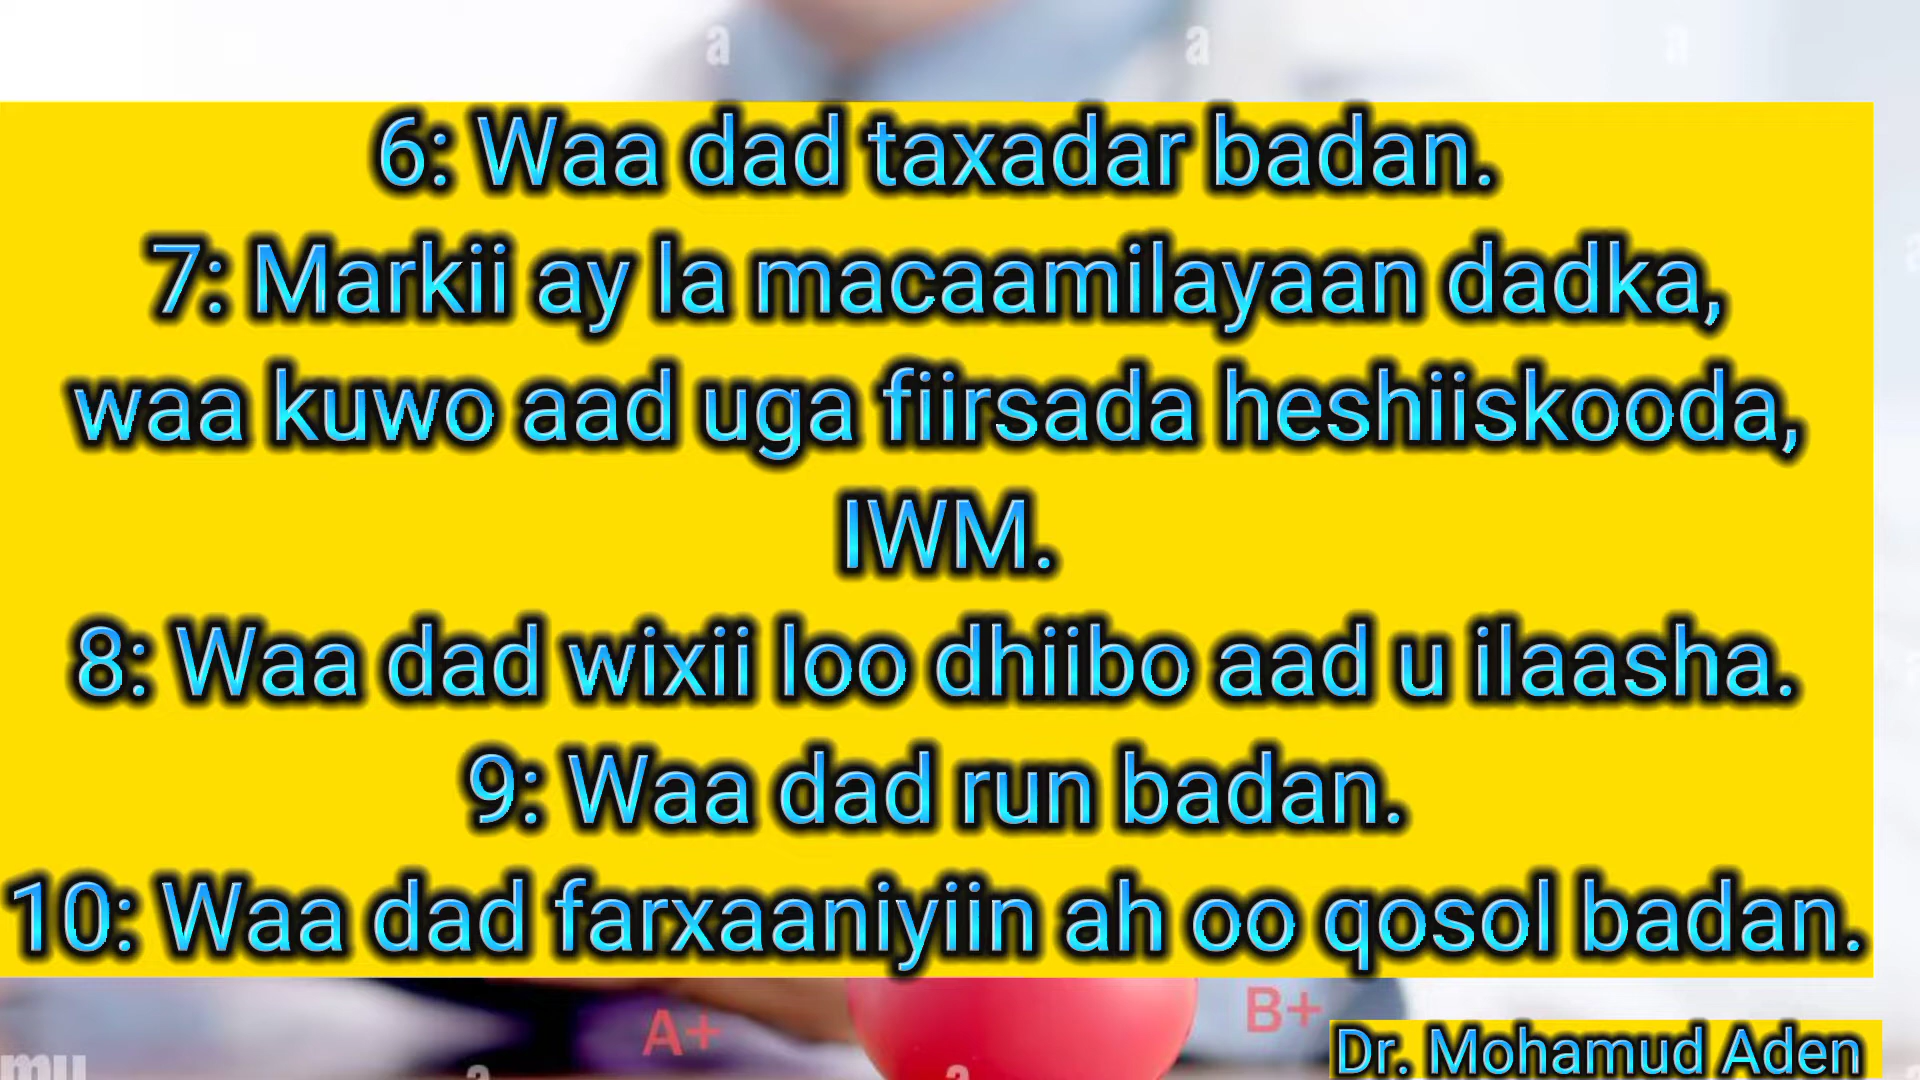 a a a
6: Waa dad taxadar badan.
7: Markii ay la macaamilayaan dadka,
waa kuwo aad uga fiirsada heshiiskooda,
IWM.
8: Waa dad wixii loo dhiibo aad u ilaasha.
9: Waa dad run badan.
10: Waa dad farxaaniyiin ah oo qosol badan.
A+ B+
Dr. Mohamud Aden
a a